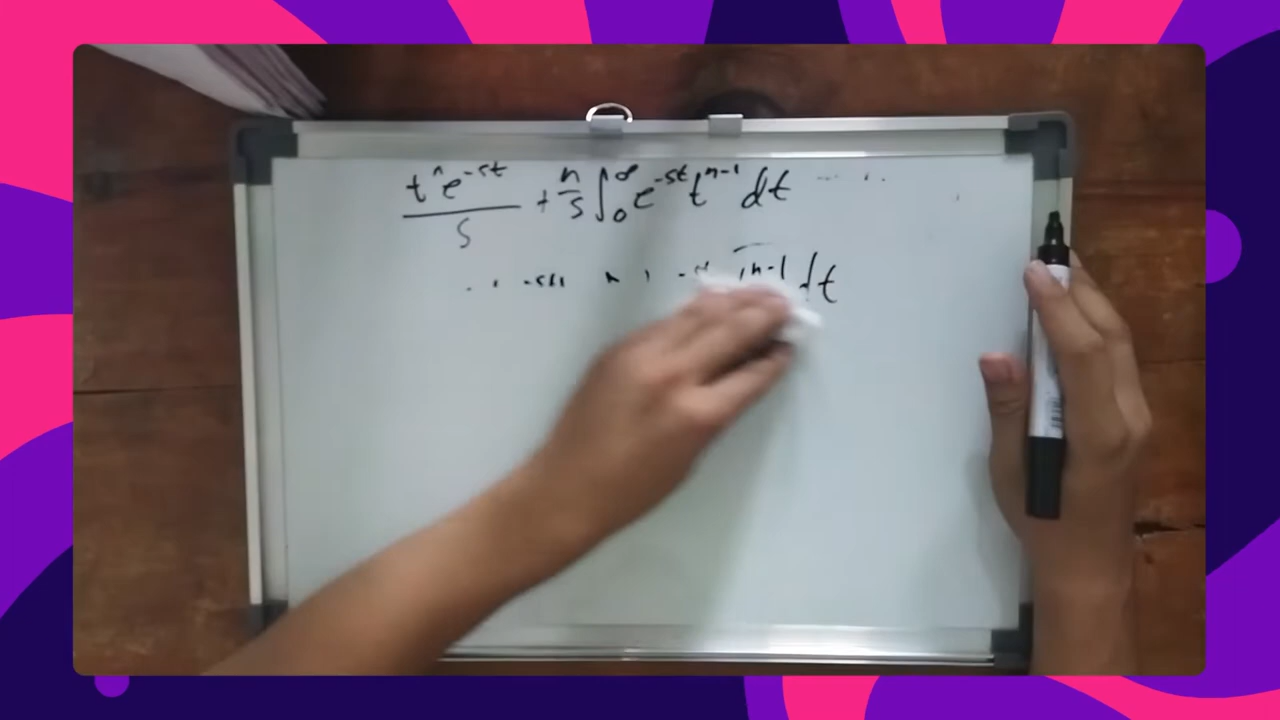 t^n e^{-st} / s + n/s ∫_0^∞ e^{-st} t^{n-1} dt
dt